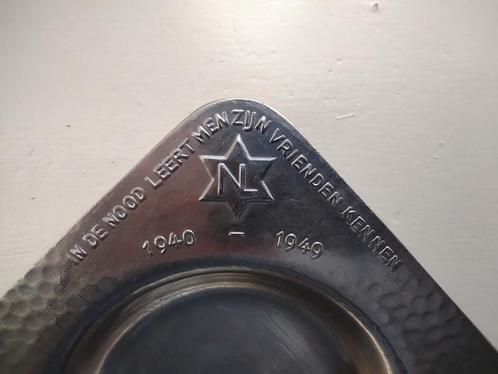 IN DE NOOD LEERT MEN ZIJN VRIENDEN KENNEN
NL
1940 – 1949